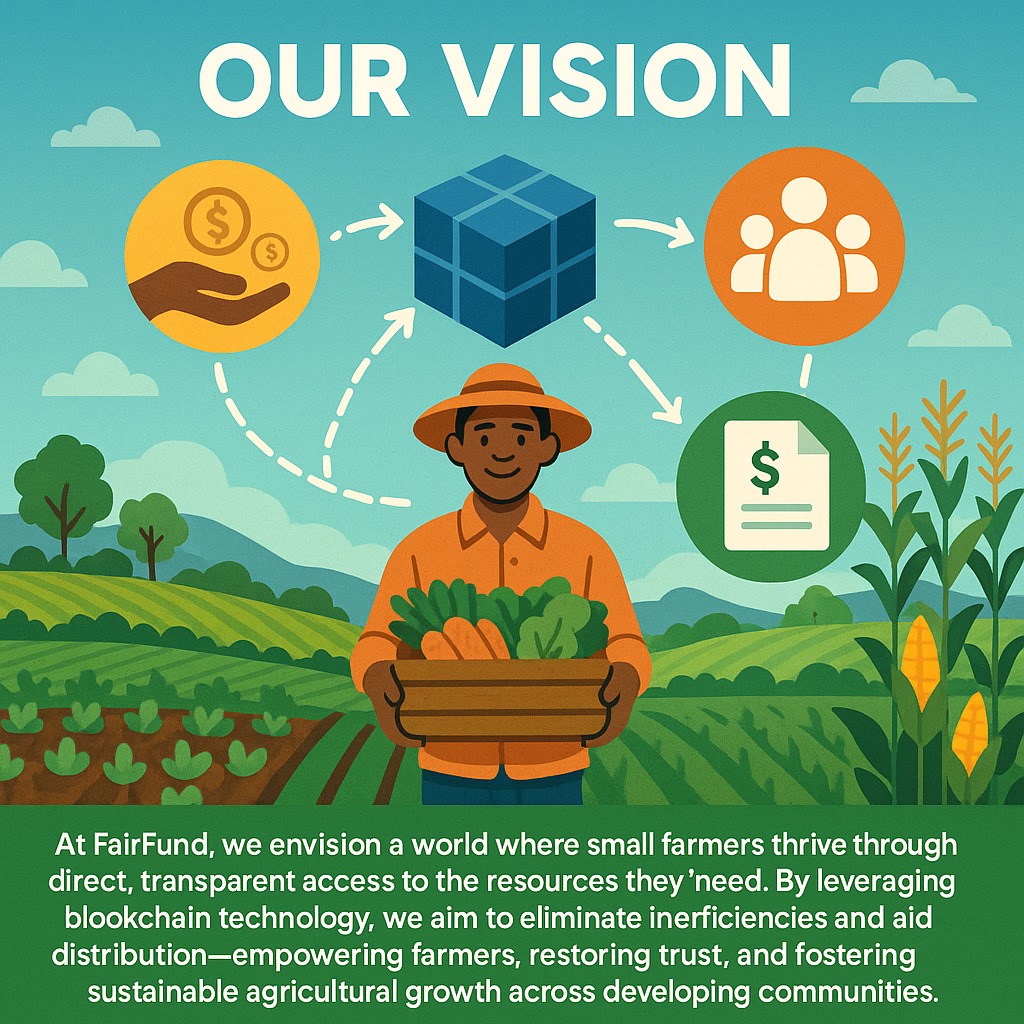 OUR VISION
$
$
$
At FairFund, we envision a world where small farmers thrive through
direct, transparent access to the resources they 'need. By leveraging
blookchain technology, we aim to eliminate inerficiencies and aid
distribution—empowering farmers, restoring trust, and fostering
sustainable agricultural growth across developing communities.